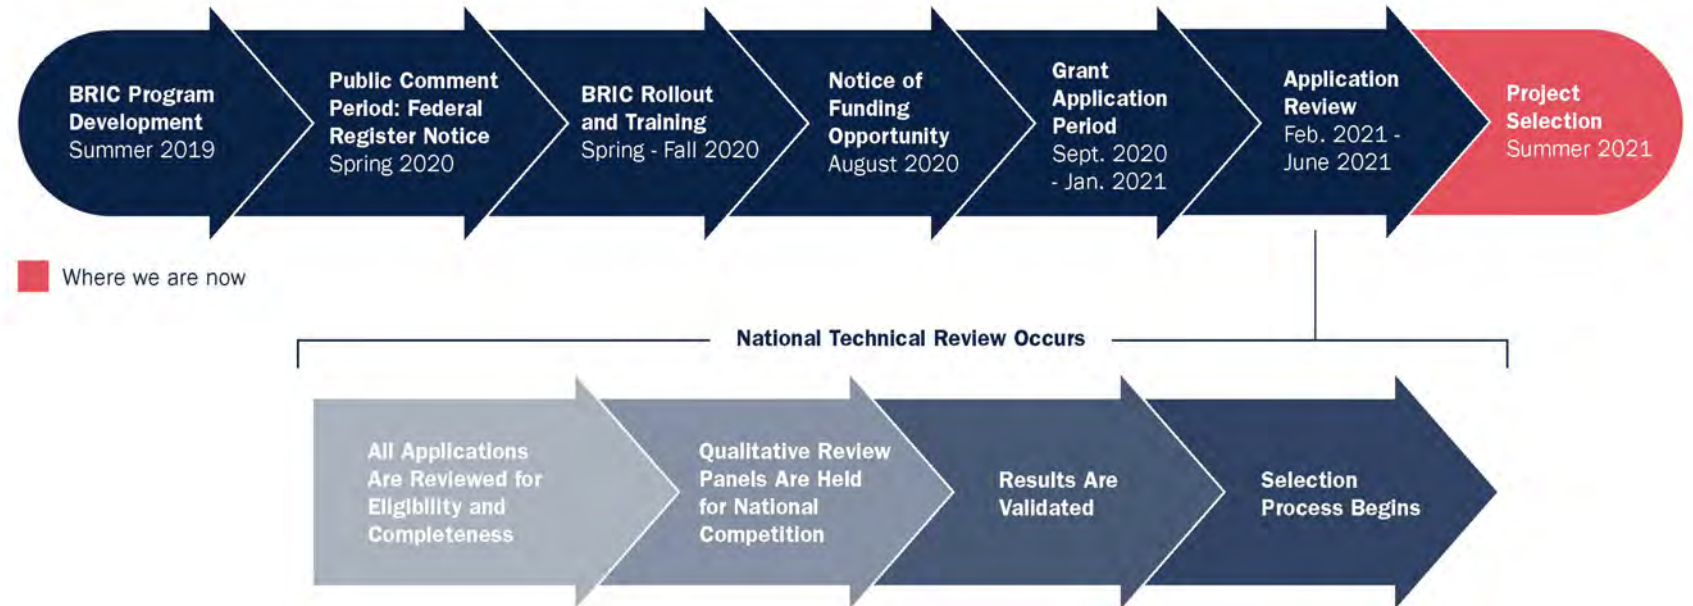 BRIC Program
Development
Summer 2019
Public Comment
Period: Federal
Register Notice
Spring 2020
BRIC Rollout
and Training
Spring - Fall 2020
Notice of
Funding
Opportunity
August 2020
Grant
Application
Period
Sept. 2020
- Jan. 2021
Application
Review
Feb. 2021 -
June 2021
Project
Selection
Summer 2021
Where we are now
National Technical Review Occurs
All Applications
Are Reviewed for
Eligibility and
Completeness
Qualitative Review
Panels Are Held
for National
Competition
Results Are
Validated
Selection
Process Begins